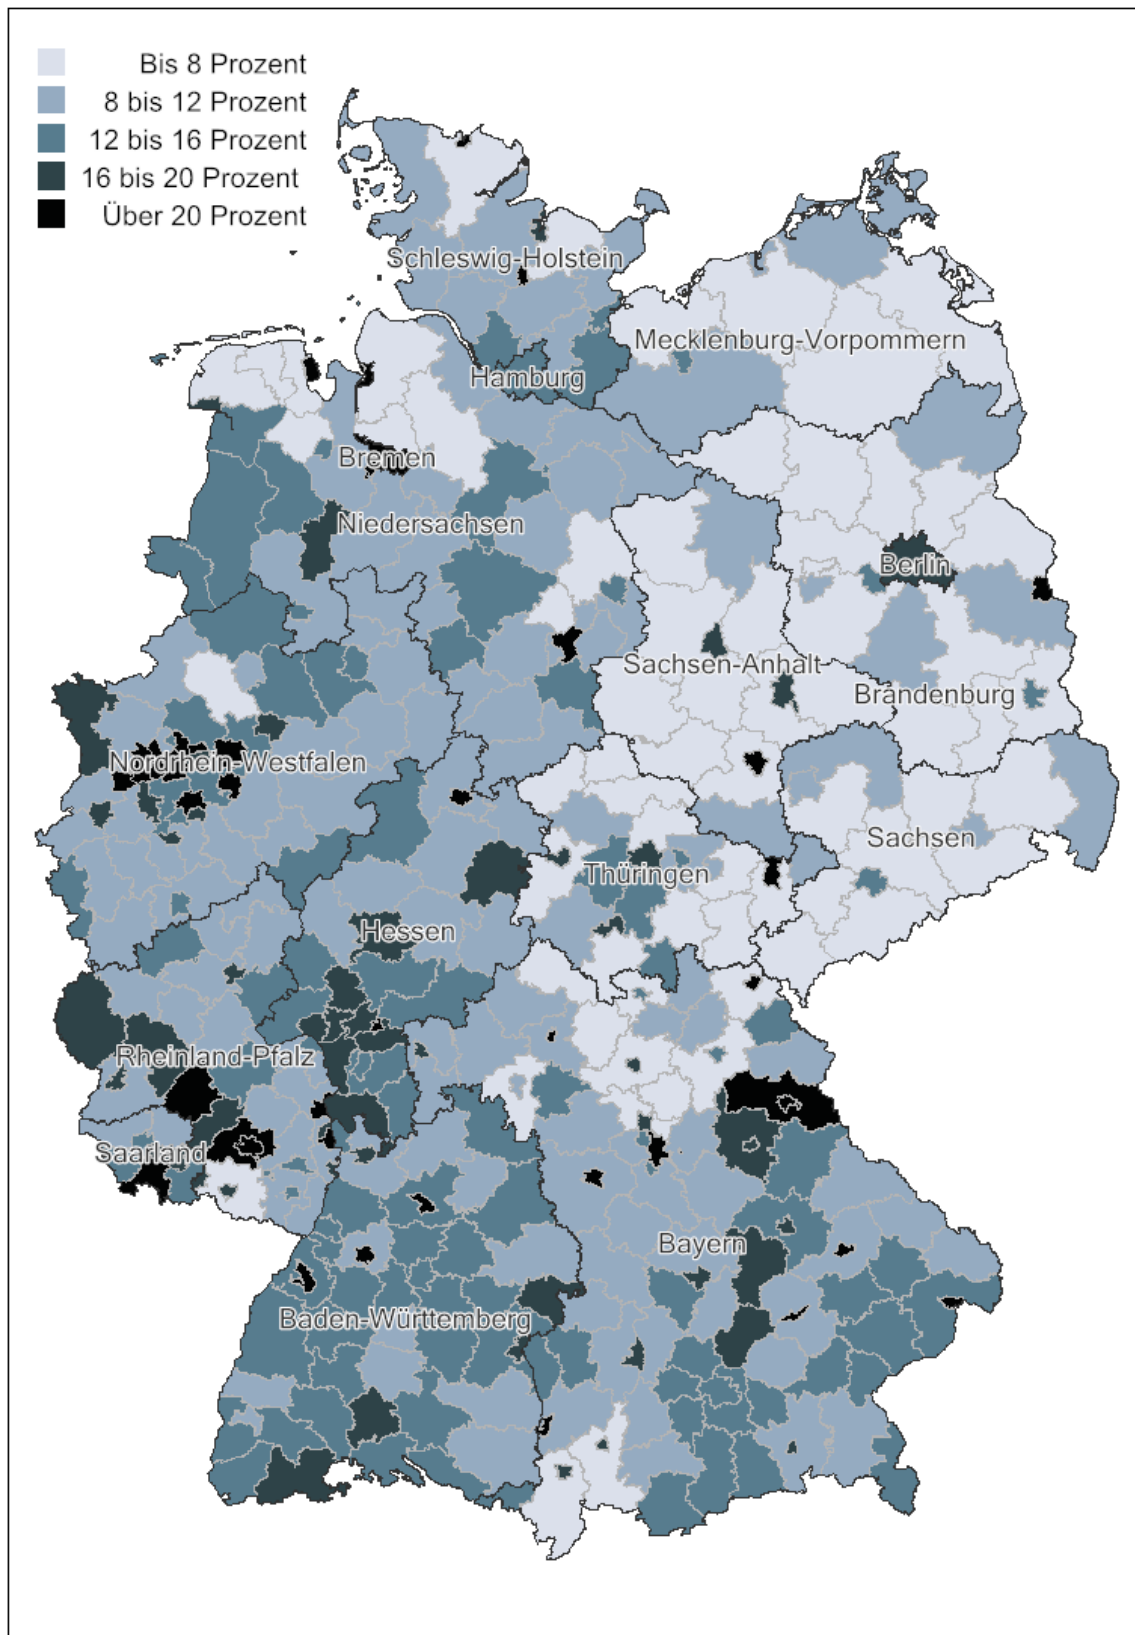 Bis 8 Prozent
8 bis 12 Prozent
12 bis 16 Prozent
16 bis 20 Prozent
Über 20 Prozent
Schleswig-Holstein
Mecklenburg-Vorpommern
Hamburg
Bremen
Niedersachsen
Berlin
Sachsen-Anhalt
Brandenburg
Nordrhein-Westfalen
Sachsen
Thüringen
Hessen
Rheinland-Pfalz
Saarland
Bayern
Baden-Württemberg